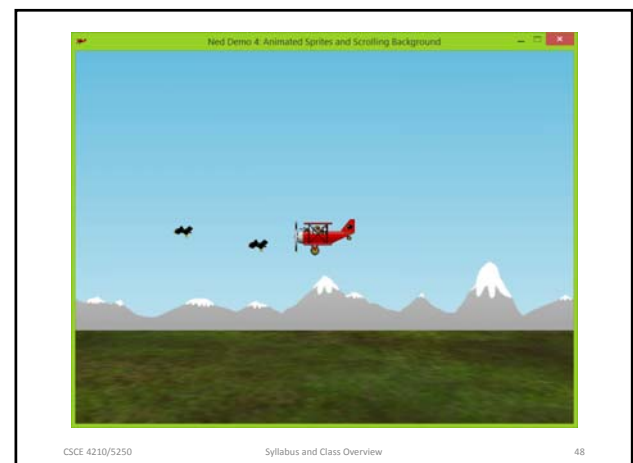 Ned Demo 4: Animated Sprites and Scrolling Background
CSCE 4210/5250 Syllabus and Class Overview 48